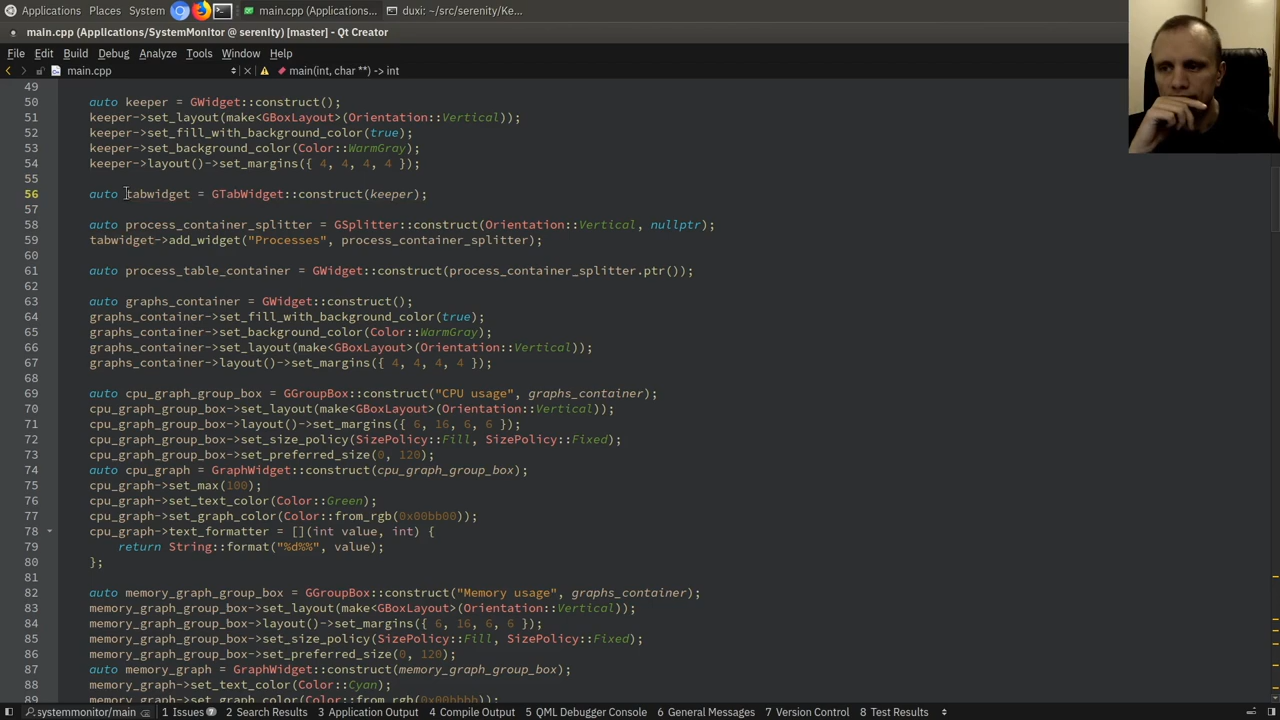 Applications Places System main.cpp (Applications... duxi: ~/src/serenity/Ke...
main.cpp (Applications/SystemMonitor @ serenity) [master] - Qt Creator
File Edit Build Debug Analyze Tools Window Help
main.cpp main(int, char **) -> int
49
50 auto keeper = GWidget::construct();
51 keeper->set_layout(make<GBoxLayout>(Orientation::Vertical));
52 keeper->set_fill_with_background_color(true);
53 keeper->set_background_color(Color::WarmGray);
54 keeper->layout()->set_margins({ 4, 4, 4, 4 });
55
56 auto tabwidget = GTabWidget::construct(keeper);
57
58 auto process_container_splitter = GSplitter::construct(Orientation::Vertical, nullptr);
59 tabwidget->add_widget("Processes", process_container_splitter);
60
61 auto process_table_container = GWidget::construct(process_container_splitter.ptr());
62
63 auto graphs_container = GWidget::construct();
64 graphs_container->set_fill_with_background_color(true);
65 graphs_container->set_background_color(Color::WarmGray);
66 graphs_container->set_layout(make<GBoxLayout>(Orientation::Vertical));
67 graphs_container->layout()->set_margins({ 4, 4, 4, 4 });
68
69 auto cpu_graph_group_box = GGroupBox::construct("CPU usage", graphs_container);
70 cpu_graph_group_box->set_layout(make<GBoxLayout>(Orientation::Vertical));
71 cpu_graph_group_box->layout()->set_margins({ 6, 16, 6, 6 });
72 cpu_graph_group_box->set_size_policy(SizePolicy::Fill, SizePolicy::Fixed);
73 cpu_graph_group_box->set_preferred_size(0, 120);
74 auto cpu_graph = GraphWidget::construct(cpu_graph_group_box);
75 cpu_graph->set_max(100);
76 cpu_graph->set_text_color(Color::Green);
77 cpu_graph->set_graph_color(Color::from_rgb(0x00bb00));
78 cpu_graph->text_formatter = [](int value, int) {
79 return String::format("%d%%", value);
80 };
81
82 auto memory_graph_group_box = GGroupBox::construct("Memory usage", graphs_container);
83 memory_graph_group_box->set_layout(make<GBoxLayout>(Orientation::Vertical));
84 memory_graph_group_box->layout()->set_margins({ 6, 16, 6, 6 });
85 memory_graph_group_box->set_size_policy(SizePolicy::Fill, SizePolicy::Fixed);
86 memory_graph_group_box->set_preferred_size(0, 120);
87 auto memory_graph = GraphWidget::construct(memory_graph_group_box);
88 memory_graph->set_text_color(Color::Cyan);
89 memory_graph->set_graph_color(Color::from_rgb(0x00bbbb));
systemmonitor/main 1 Issues 7 2 Search Results 3 Application Output 4 Compile Output 5 QML Debugger Console 6 General Messages 7 Version Control 8 Test Results